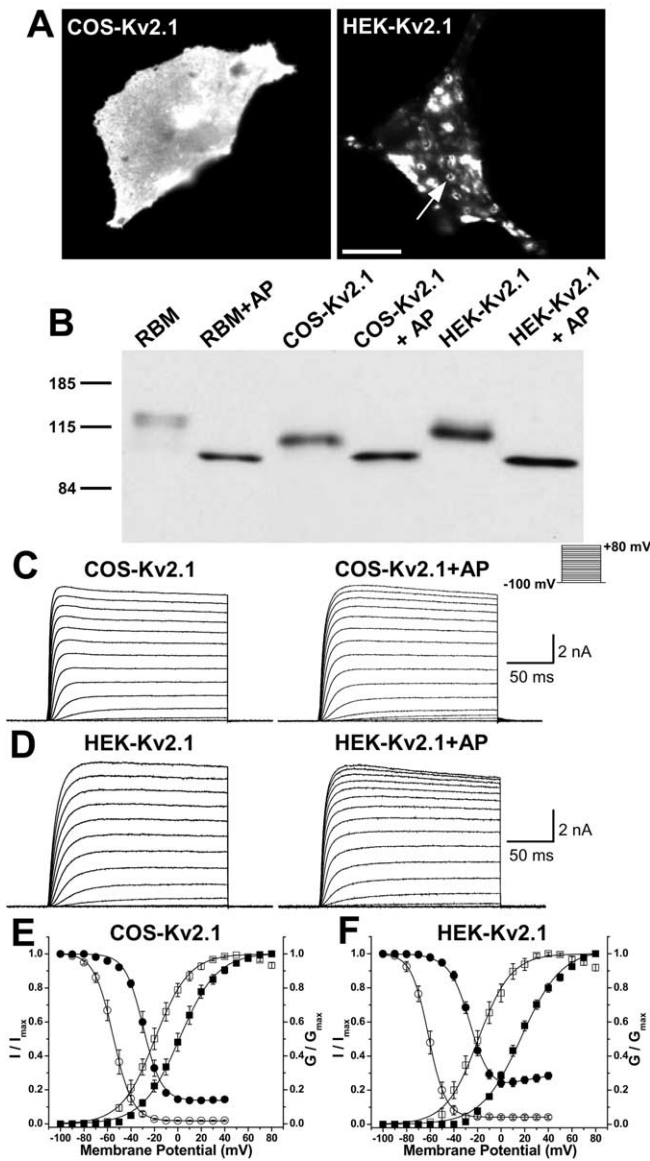 A
COS-Kv2.1
HEK-Kv2.1
B
RBM
RBM+AP
COS-Kv2.1
COS-Kv2.1
+ AP
HEK-Kv2.1
HEK-Kv2.1
+ AP
185
115
84
+80 mV
-100 mV
C
COS-Kv2.1
COS-Kv2.1+AP
2 nA
50 ms
D
HEK-Kv2.1
HEK-Kv2.1+AP
2 nA
50 ms
E
COS-Kv2.1
I / Imax
1.0
0.8
0.6
0.4
0.2
0.0
1.0
0.8
0.6
0.4
0.2
0.0
G / Gmax
-100 -80 -60 -40 -20 0 20 40 60 80
Membrane Potential (mV)
F
HEK-Kv2.1
I / Imax
1.0
0.8
0.6
0.4
0.2
0.0
1.0
0.8
0.6
0.4
0.2
0.0
G / Gmax
-100 -80 -60 -40 -20 0 20 40 60 80
Membrane Potential (mV)